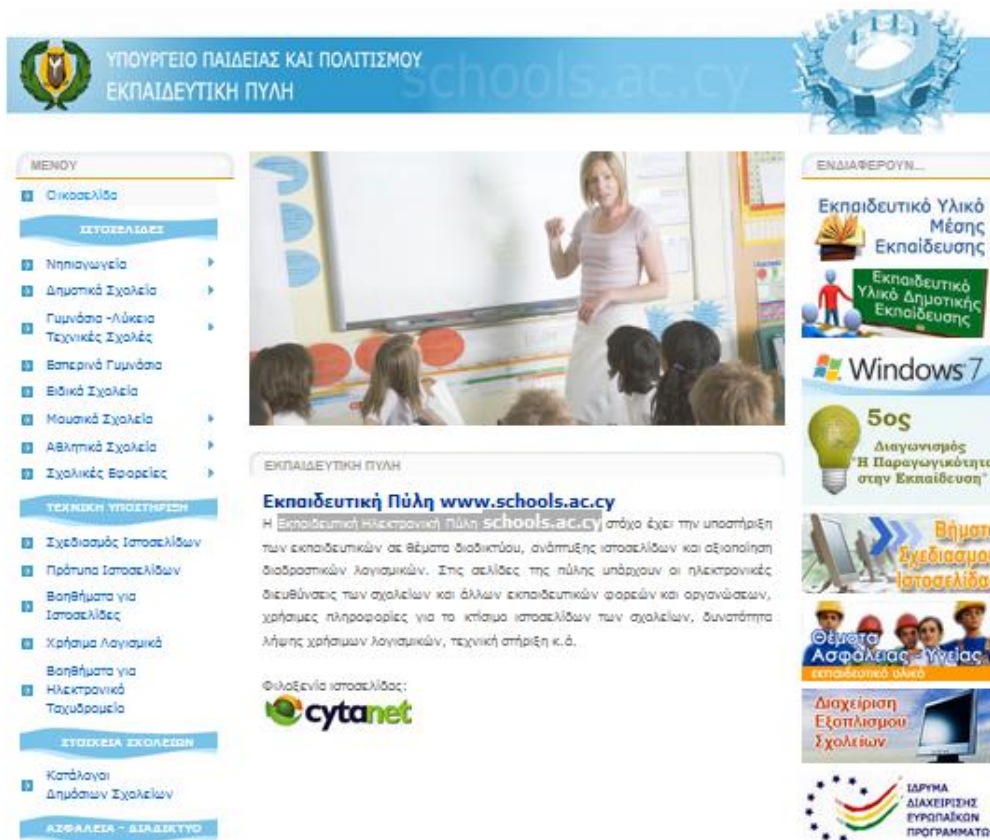 ΥΠΟΥΡΓΕΙΟ ΠΑΙΔΕΙΑΣ ΚΑΙ ΠΟΛΙΤΙΣΜΟΥ
ΕΚΠΑΙΔΕΥΤΙΚΗ ΠΥΛΗ
schools.ac.cy
ΜΕΝΟΥ
Οικοσελίδα
ΙΣΤΟΣΕΛΙΔΕΣ
Νηπιαγωγεία
Δημοτικά Σχολεία
Γυμνάσια -Λύκεια
Τεχνικές Σχολές
Εσπερινά Γυμνάσια
Ειδικά Σχολεία
Μουσικά Σχολεία
Αθλητικά Σχολεία
Σχολικές Εφορείες
ΤΕΧΝΙΚΗ ΥΠΟΣΤΗΡΙΞΗ
Σχεδιασμός Ιστοσελίδων
Πρότυπα Ιστοσελίδων
Βοηθήματα για
Ιστοσελίδες
Χρήσιμα Λογισμικά
Βοηθήματα για
Ηλεκτρονικό
Ταχυδρομείο
ΣΤΟΙΧΕΙΑ ΣΧΟΛΕΙΩΝ
Κατάλογοι
Δημόσιων Σχολείων
ΑΣΦΑΛΕΙΑ - ΔΙΑΔΙΚΤΥΟ
ΕΚΠΑΙΔΕΥΤΙΚΗ ΠΥΛΗ
Εκπαιδευτική Πύλη www.schools.ac.cy
Η Εκπαιδευτική Ηλεκτρονική Πύλη schools.ac.cy στόχο έχει την υποστήριξη
των εκπαιδευτικών σε θέματα διαδικτύου, ανάπτυξης ιστοσελίδων και αξιοποίηση
διαδραστικών λογισμικών. Στις σελίδες της πύλης υπάρχουν οι ηλεκτρονικές
διευθύνσεις των σχολείων και άλλων εκπαιδευτικών φορέων και οργανώσεων,
χρήσιμες πληροφορίες για το κτίσιμο ιστοσελίδων των σχολείων, δυνατότητα
λήψης χρήσιμων λογισμικών, τεχνική στήριξη κ.ά.
Φιλοξενία ιστοσελίδας:
cytanet
ΕΝΔΙΑΦΕΡΟΥΝ...
Εκπαιδευτικό Υλικό
Μέσης
Εκπαίδευσης
Εκπαιδευτικό
Υλικό Δημοτικής
Εκπαίδευσης
Windows 7
5ος
Διαγωνισμός
"Η Παραγωγικότητα
στην Εκπαίδευση"
Βήματα
Σχεδιασμού
Ιστοσελίδας
Θέματα
Ασφάλειας - Υγείας
εκπαιδευτικό υλικό
Διαχείριση
Εξοπλισμού
Σχολείων
ΙΔΡΥΜΑ
ΔΙΑΧΕΙΡΙΣΗΣ
ΕΥΡΩΠΑΪΚΩΝ
ΠΡΟΓΡΑΜΜΑΤΩ